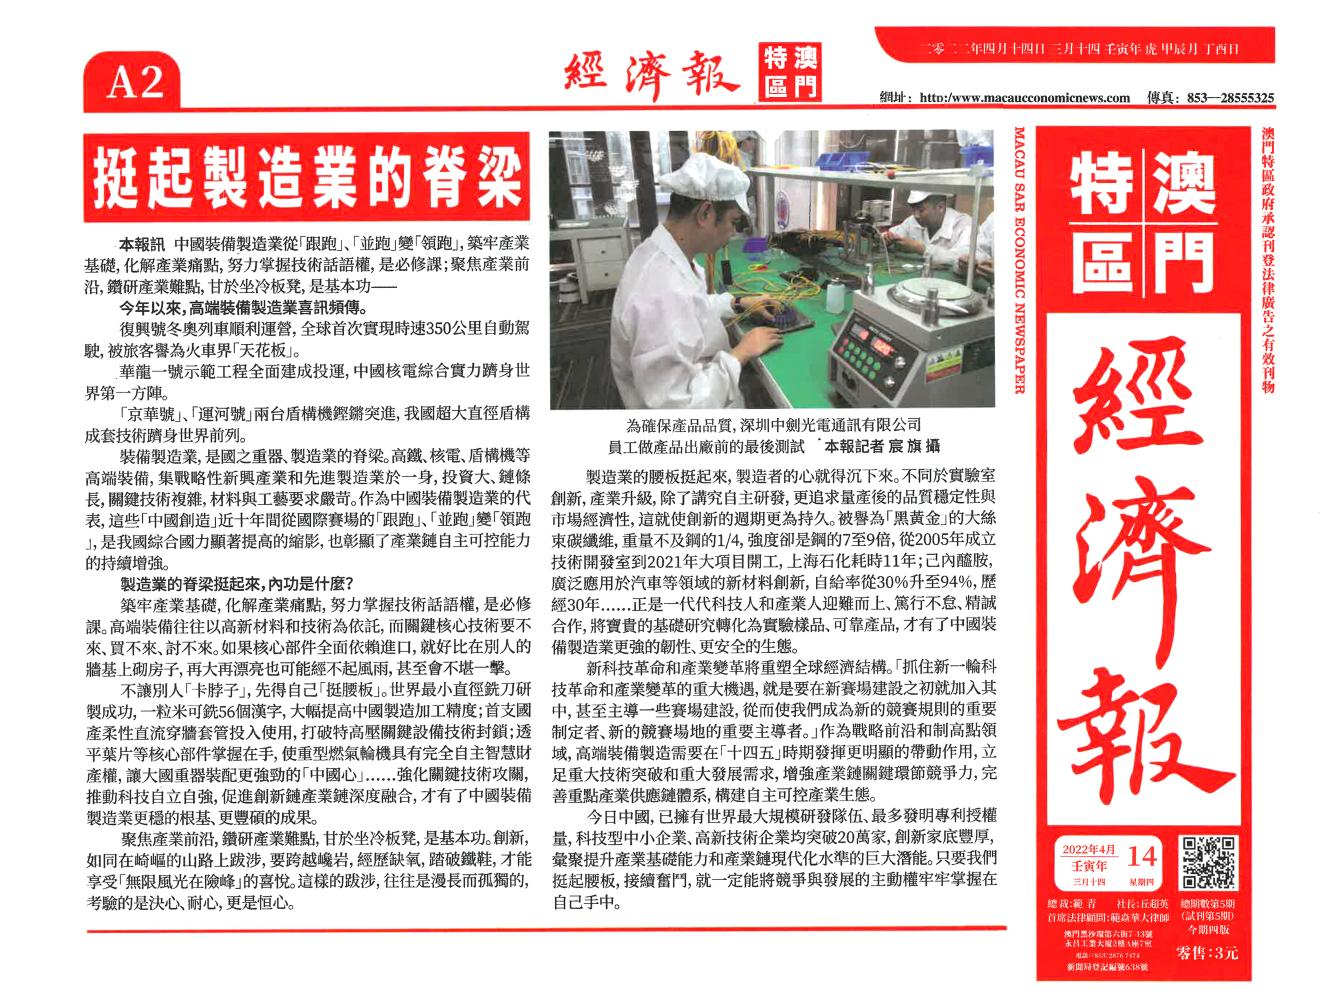 A2
經濟報
澳門
特區
二零二二年四月十四日 三月十四 壬寅年 虎 甲辰月 丁酉日
網址：http:/www.macaucconomicnews.com 傳真：853—28555325
挺起製造業的脊梁
本報訊 中國裝備製造業從「跟跑」、「並跑」變「領跑」，築牢產業
基礎，化解產業痛點，努力掌握技術話語權，是必修課；聚焦產業前
沿，鑽研產業難點，甘於坐冷板凳，是基本功——
今年以來，高端裝備製造業喜訊頻傳。
復興號冬奧列車順利運營，全球首次實現時速350公里自動駕
駛，被旅客譽為火車界「天花板」。
華龍一號示範工程全面建成投運，中國核電綜合實力躋身世
界第一方陣。
「京華號」、「運河號」兩台盾構機鏗鏘突進，我國超大直徑盾構
成套技術躋身世界前列。
裝備製造業，是國之重器、製造業的脊梁。高鐵、核電、盾構機等
高端裝備，集戰略性新興產業和先進製造業於一身，投資大、鏈條
長，關鍵技術複雜，材料與工藝要求嚴苛。作為中國裝備製造業的代
表，這些「中國創造」近十年間從國際賽場的「跟跑」、「並跑」變「領跑
」，是我國綜合國力顯著提高的縮影，也彰顯了產業鏈自主可控能力
的持續增強。
製造業的脊梁挺起來，內功是什麼？
築牢產業基礎，化解產業痛點，努力掌握技術話語權，是必修
課。高端裝備往往以高新材料和技術為依託，而關鍵核心技術要不
來、買不來、討不來。如果核心部件全面依賴進口，就好比在別人的
牆基上砌房子，再大再漂亮也可能經不起風雨，甚至會不堪一擊。
不讓別人「卡脖子」，先得自己「挺腰板」。世界最小直徑銑刀研
製成功，一粒米可銑56個漢字，大幅提高中國製造加工精度；首支國
產柔性直流穿牆套管投入使用，打破特高壓關鍵設備技術封鎖；透
平葉片等核心部件掌握在手，使重型燃氣輪機具有完全自主智慧財
產權，讓大國重器裝配更強勁的「中國心」……強化關鍵技術攻關，
推動科技自立自強，促進創新鏈產業鏈深度融合，才有了中國裝備
製造業更穩的根基、更豐碩的成果。
聚焦產業前沿，鑽研產業難點，甘於坐冷板凳，是基本功。創新，
如同在崎嶇的山路上跋涉，要跨越巉岩，經歷缺氧，踏破鐵鞋，才能
享受「無限風光在險峰」的喜悅。這樣的跋涉，往往是漫長而孤獨的，
考驗的是決心、耐心，更是恒心。
為確保產品品質，深圳中劍光電通訊有限公司
員工做產品出廠前的最後測試 本報記者 宸 旗 攝
製造業的腰板挺起來，製造者的心就得沉下來。不同於實驗室
創新，產業升級，除了講究自主研發，更追求量產後的品質穩定性與
市場經濟性，這就使創新的週期更為持久。被譽為「黑黃金」的大絲
束碳纖維，重量不及鋼的1/4，強度卻是鋼的7至9倍，從2005年成立
技術開發室到2021年大項目開工，上海石化耗時11年；己內醯胺，
廣泛應用於汽車等領域的新材料創新，自給率從30%升至94%，歷
經30年……正是一代代科技人和產業人迎難而上、篤行不怠、精誠
合作，將寶貴的基礎研究轉化為實驗樣品、可靠產品，才有了中國裝
備製造業更強的韌性、更安全的生態。
新科技革命和產業變革將重塑全球經濟結構。「抓住新一輪科
技革命和產業變革的重大機遇，就是要在新賽場建設之初就加入其
中，甚至主導一些賽場建設，從而使我們成為新的競賽規則的重要
制定者、新的競賽場地的重要主導者。」作為戰略前沿和制高點領
域，高端裝備製造需要在「十四五」時期發揮更明顯的帶動作用，立
足重大技術突破和重大發展需求，增強產業鏈關鍵環節競爭力，完
善重點產業供應鏈體系，構建自主可控產業生態。
今日中國，已擁有世界最大規模研發隊伍、最多發明專利授權
量，科技型中小企業、高新技術企業均突破20萬家，創新家底豐厚，
彙聚提升產業基礎能力和產業鏈現代化水準的巨大潛能。只要我們
挺起腰板，接續奮鬥，就一定能將競爭與發展的主動權牢牢掌握在
自己手中。
MACAU SAR ECONOMIC NEWSPAPER
澳門
特區
經濟報
澳門特區政府承認刊登法律廣告之有效刊物
2022年4月
壬寅年
三月十四
14
星期四
總裁：範 青 社長：丘超英
首席法律顧問：範焱華大律師
澳門黑沙環第六街7-13號
永昌工業大廈2樓A座7室
電話：(853)2876 7474
新聞局登記編號638號
總期數第5期
(試刊第5期)
今期四版
零售：3元